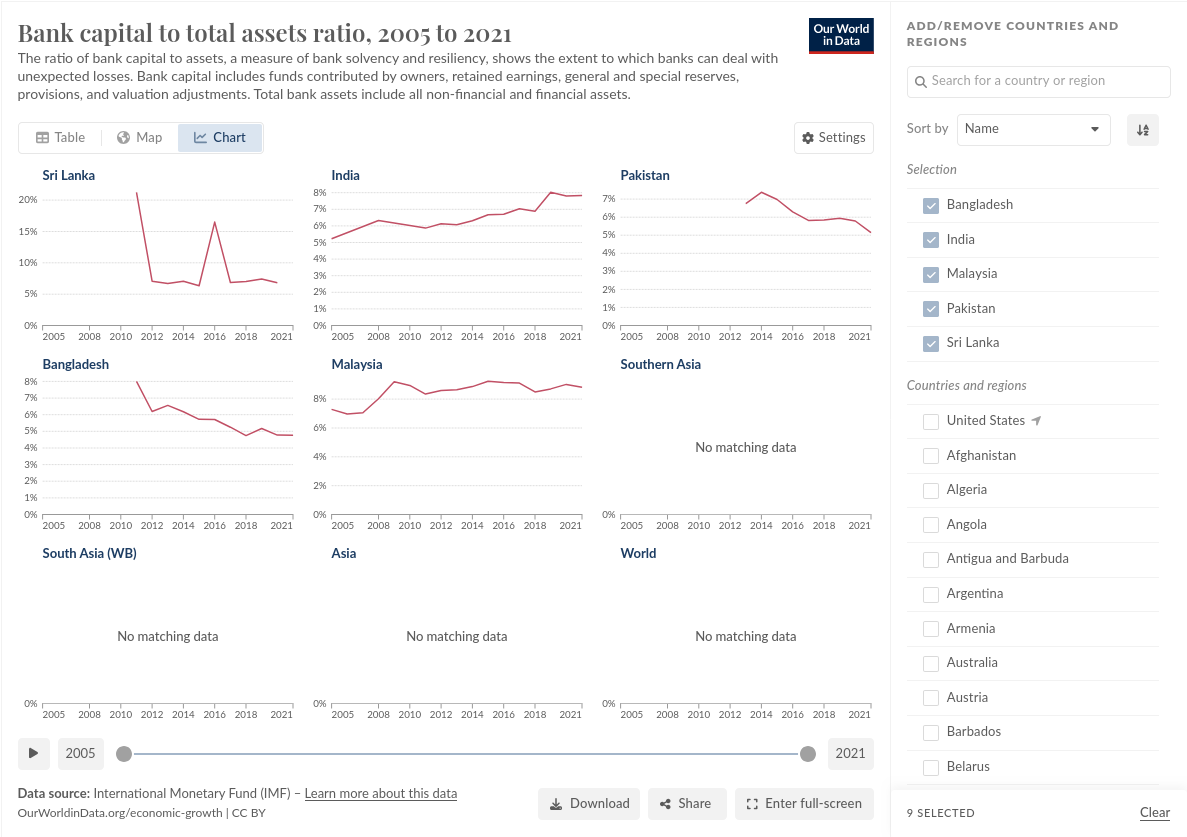 Bank capital to total assets ratio, 2005 to 2021
The ratio of bank capital to assets, a measure of bank solvency and resiliency, shows the extent to which banks can deal with
unexpected losses. Bank capital includes funds contributed by owners, retained earnings, general and special reserves,
provisions, and valuation adjustments. Total bank assets include all non-financial and financial assets.
Our World
in Data
Table
Map
Chart
Settings
Sri Lanka
20%
15%
10%
5%
0%
2005 2008 2010 2012 2014 2016 2018 2021
India
8%
7%
6%
5%
4%
3%
2%
1%
0%
2005 2008 2010 2012 2014 2016 2018 2021
Pakistan
7%
6%
5%
4%
3%
2%
1%
0%
2005 2008 2010 2012 2014 2016 2018 2021
Bangladesh
8%
7%
6%
5%
4%
3%
2%
1%
0%
2005 2008 2010 2012 2014 2016 2018 2021
Malaysia
8%
6%
4%
2%
0%
2005 2008 2010 2012 2014 2016 2018 2021
Southern Asia
No matching data
0%
2005 2008 2010 2012 2014 2016 2018 2021
South Asia (WB)
No matching data
0%
2005 2008 2010 2012 2014 2016 2018 2021
Asia
No matching data
0%
2005 2008 2010 2012 2014 2016 2018 2021
World
No matching data
0%
2005 2008 2010 2012 2014 2016 2018 2021
2005
2021
Data source: International Monetary Fund (IMF) – Learn more about this data
OurWorldinData.org/economic-growth | CC BY
Download
Share
Enter full-screen
ADD/REMOVE COUNTRIES AND
REGIONS
Search for a country or region
Sort by
Name
Selection
Bangladesh
India
Malaysia
Pakistan
Sri Lanka
Countries and regions
United States
Afghanistan
Algeria
Angola
Antigua and Barbuda
Argentina
Armenia
Australia
Austria
Barbados
Belarus
9 SELECTED
Clear